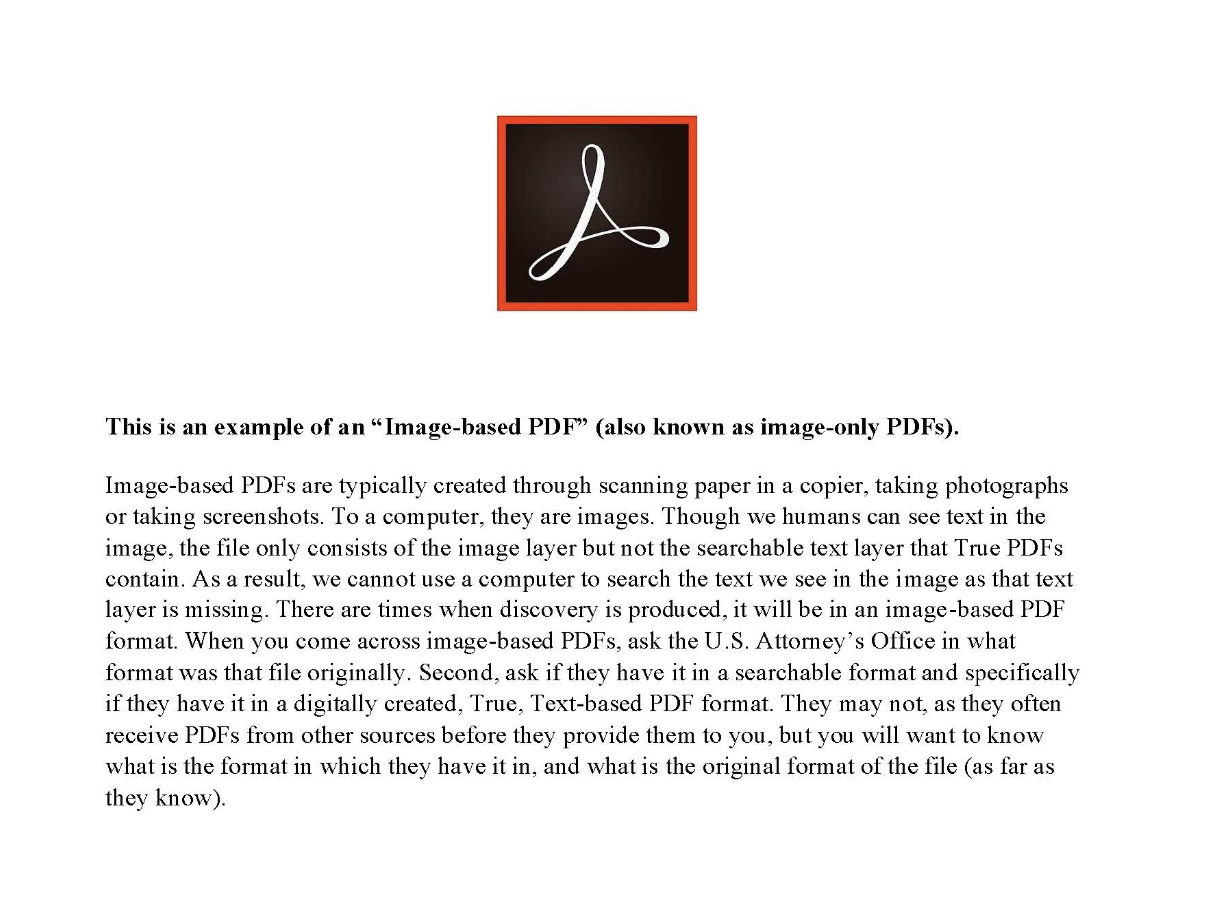 This is an example of an “Image-based PDF” (also known as image-only PDFs).
Image-based PDFs are typically created through scanning paper in a copier, taking photographs
or taking screenshots. To a computer, they are images. Though we humans can see text in the
image, the file only consists of the image layer but not the searchable text layer that True PDFs
contain. As a result, we cannot use a computer to search the text we see in the image as that text
layer is missing. There are times when discovery is produced, it will be in an image-based PDF
format. When you come across image-based PDFs, ask the U.S. Attorney’s Office in what
format was that file originally. Second, ask if they have it in a searchable format and specifically
if they have it in a digitally created, True, Text-based PDF format. They may not, as they often
receive PDFs from other sources before they provide them to you, but you will want to know
what is the format in which they have it in, and what is the original format of the file (as far as
they know).